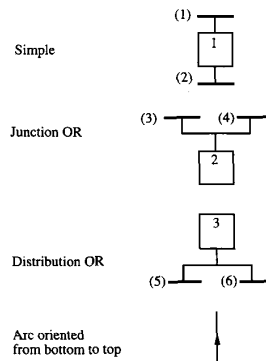 (1)
Simple
1
(2)
(3) (4)
Junction OR
2
3
Distribution OR
(5) (6)
Arc oriented
from bottom to top